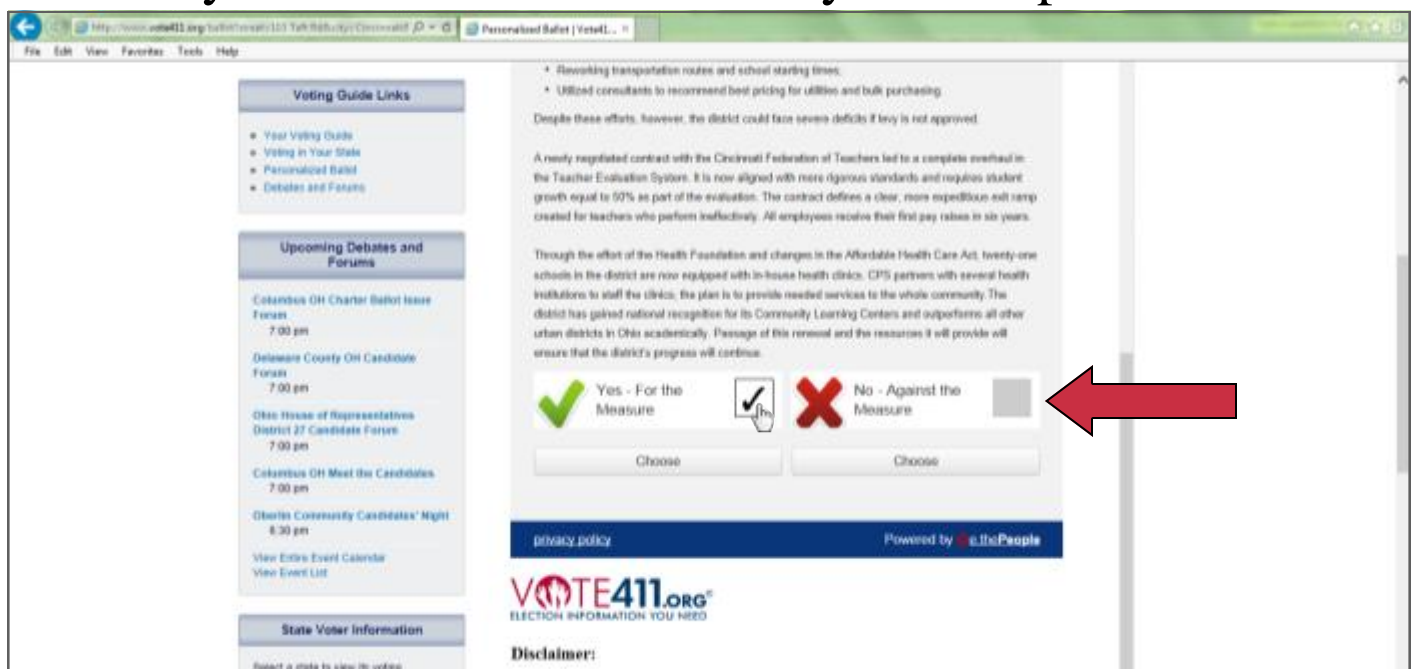 Personalized Ballot | Vote411...
File Edit View Favorites Tools Help
Voting Guide Links
Your Voting Guide
Voting in Your State
Personalized Ballot
Debates and Forums
Upcoming Debates and
Forums
Columbus OH Charter Ballot Issue
Forum
7:00 pm
Delaware County OH Candidate
Forum
7:00 pm
Ohio House of Representatives
District 27 Candidate Forum
7:00 pm
Columbus OH Meet the Candidates
7:00 pm
Oberlin Community Candidates' Night
6:30 pm
View Entire Event Calendar
View Event List
State Voter Information
Select a state to view its voting
• Reworking transportation routes and school starting times;
• Utilized consultants to recommend best pricing for utilities and bulk purchasing.
Despite these efforts, however, the district could face severe deficits if levy is not approved.
A newly negotiated contract with the Cincinnati Federation of Teachers led to a complete overhaul in
the Teacher Evaluation System. It is now aligned with more rigorous standards and requires student
growth equal to 50% as part of the evaluation. The contract defines a clear, more expeditious exit ramp
created for teachers who perform ineffectively. All employees receive their first pay raises in six years.
Through the effort of the Health Foundation and changes in the Affordable Health Care Act, twenty-one
schools in the district are now equipped with in-house health clinics. CPS partners with several health
institutions to staff the clinics; the plan is to provide needed services to the whole community. The
district has gained national recognition for its Community Learning Centers and outperforms all other
urban districts in Ohio academically. Passage of this renewal and the resources it will provide will
ensure that the district's progress will continue.
Yes - For the
Measure
No - Against the
Measure
Choose
Choose
privacy policy
Powered by e.thePeople
VOTE411.ORG®
ELECTION INFORMATION YOU NEED
Disclaimer: